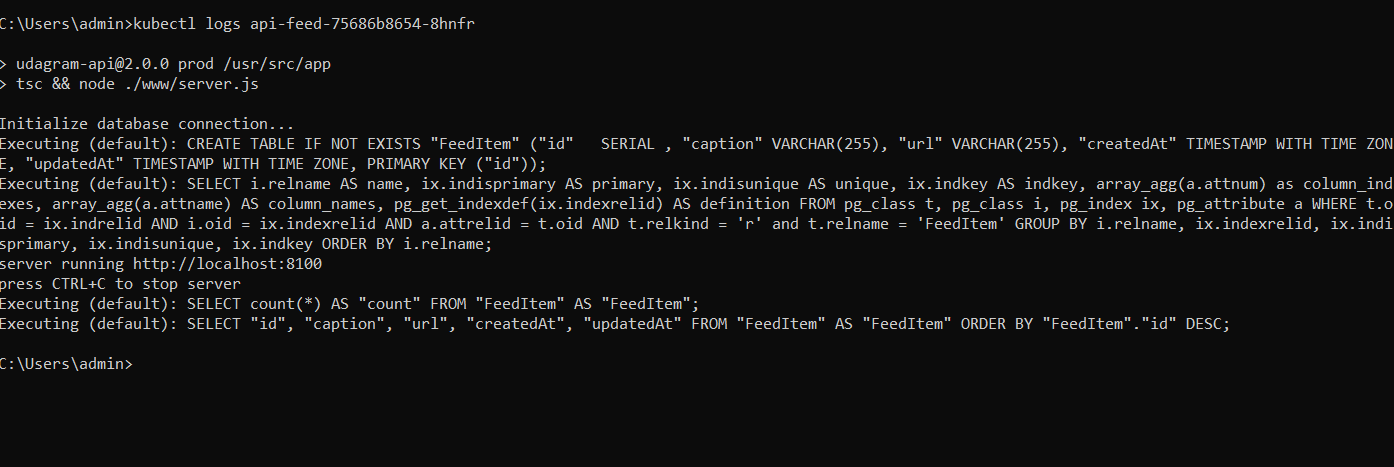 C:\Users\admin>kubectl logs api-feed-75686b8654-8hnfr
> udagram-api@2.0.0 prod /usr/src/app
> tsc && node ./www/server.js
Initialize database connection...
Executing (default): CREATE TABLE IF NOT EXISTS "FeedItem" ("id"   SERIAL , "caption" VARCHAR(255), "url" VARCHAR(255), "createdAt" TIMESTAMP WITH TIME ZON
E, "updatedAt" TIMESTAMP WITH TIME ZONE, PRIMARY KEY ("id"));
Executing (default): SELECT i.relname AS name, ix.indisprimary AS primary, ix.indisunique AS unique, ix.indkey AS indkey, array_agg(a.attnum) as column_ind
exes, array_agg(a.attname) AS column_names, pg_get_indexdef(ix.indexrelid) AS definition FROM pg_class t, pg_class i, pg_index ix, pg_attribute a WHERE t.o
id = ix.indrelid AND i.oid = ix.indexrelid AND a.attrelid = t.oid AND t.relkind = 'r' and t.relname = 'FeedItem' GROUP BY i.relname, ix.indexrelid, ix.indi
sprimary, ix.indisunique, ix.indkey ORDER BY i.relname;
server running http://localhost:8100
press CTRL+C to stop server
Executing (default): SELECT count(*) AS "count" FROM "FeedItem" AS "FeedItem";
Executing (default): SELECT "id", "caption", "url", "createdAt", "updatedAt" FROM "FeedItem" AS "FeedItem" ORDER BY "FeedItem"."id" DESC;
C:\Users\admin>